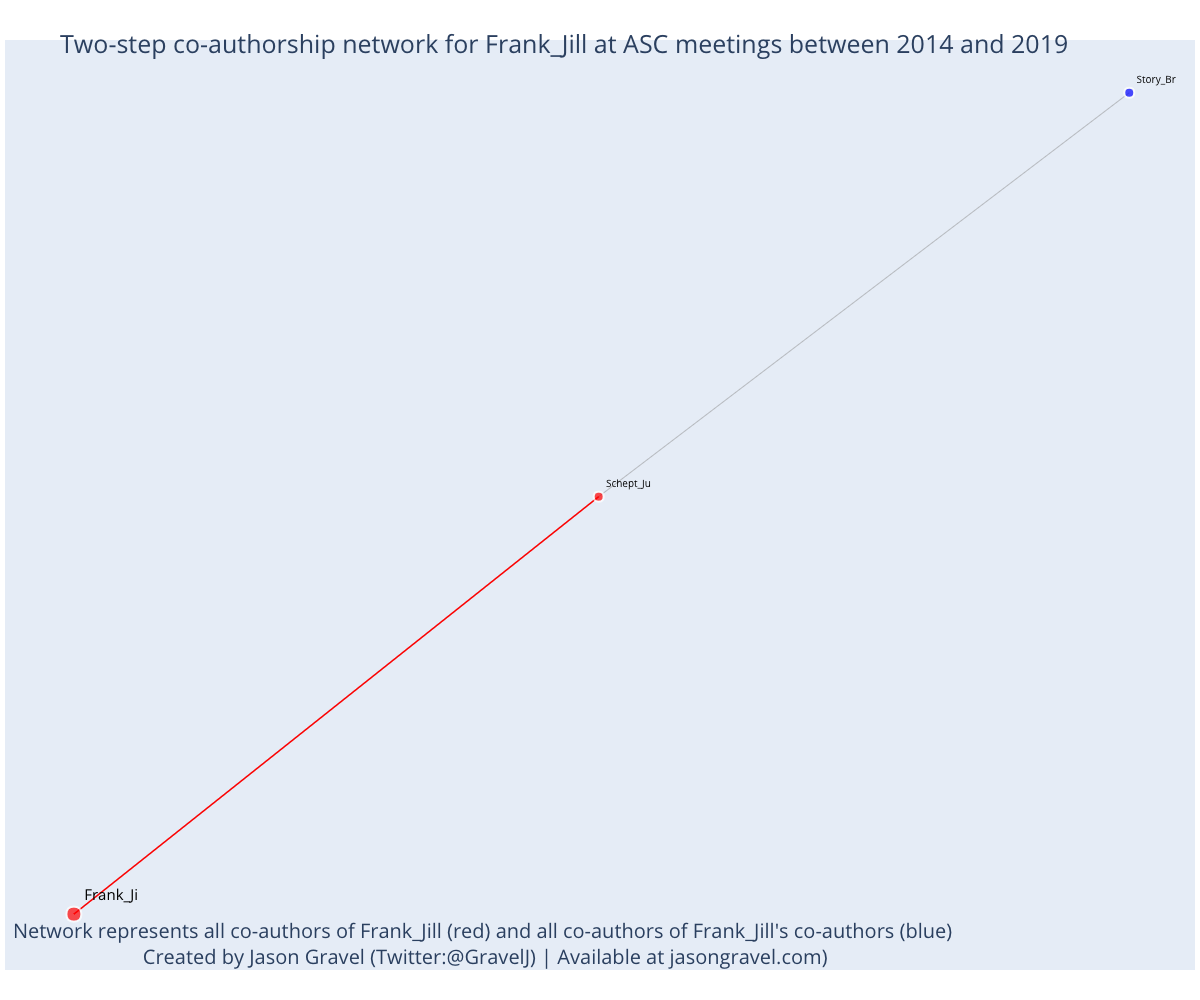 Two-step co-authorship network for Frank_Jill at ASC meetings between 2014 and 2019
Story_Br
Schept_Ju
Frank_Ji
Network represents all co-authors of Frank_Jill (red) and all co-authors of Frank_Jill's co-authors (blue)
Created by Jason Gravel (Twitter:@GravelJ) | Available at jasongravel.com)